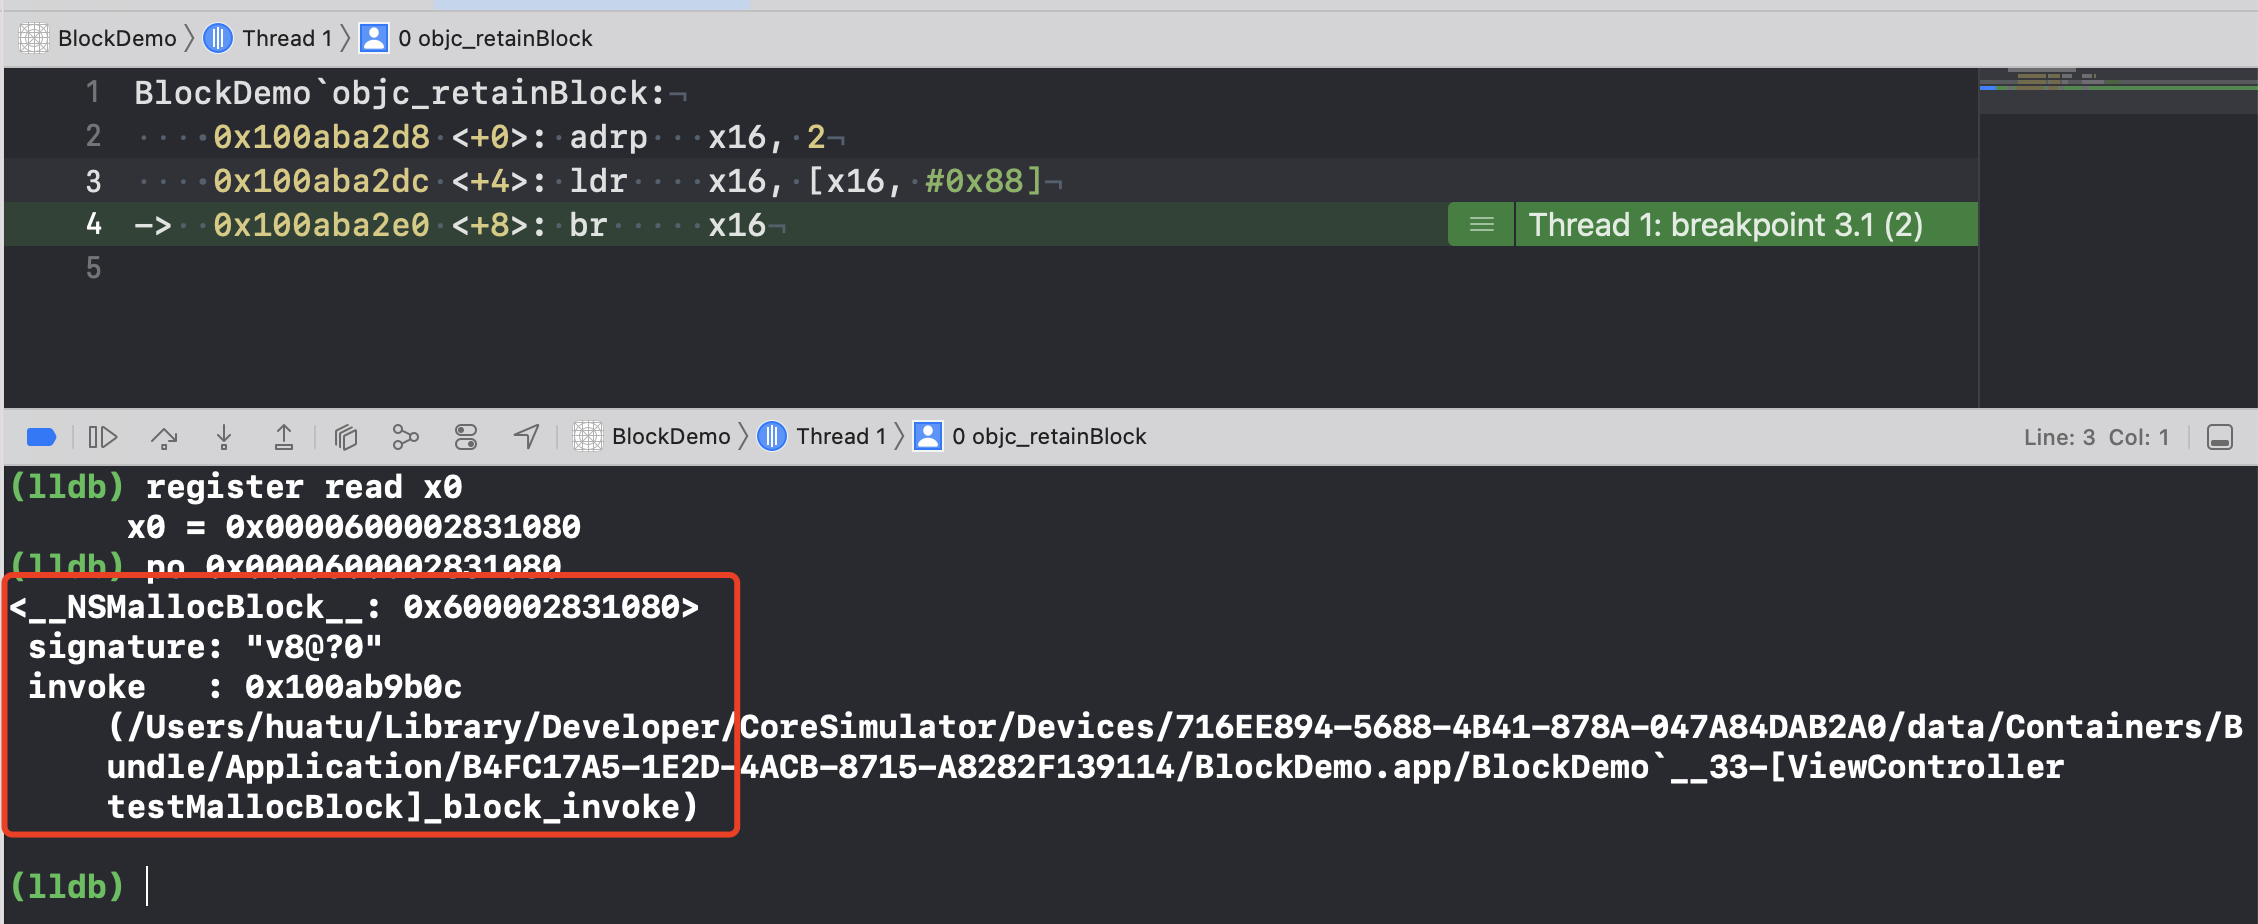 BlockDemo Thread 1 0 objc_retainBlock
1 BlockDemo`objc_retainBlock:¬
2 ····0x100aba2d8·<+0>:·adrp···x16,·2¬
3 ····0x100aba2dc·<+4>:·ldr····x16,·[x16,·#0x88]¬
4 ->··0x100aba2e0·<+8>:·br·····x16¬
Thread 1: breakpoint 3.1 (2)
5
BlockDemo Thread 1 0 objc_retainBlock
Line: 3 Col: 1
(lldb) register read x0
x0 = 0x0000600002831080
(lldb) po 0x0000600002831080
<__NSMallocBlock__: 0x600002831080>
signature: "v8@?0"
invoke : 0x100ab9b0c
(/Users/huatu/Library/Developer/CoreSimulator/Devices/716EE894-5688-4B41-878A-047A84DAB2A0/data/Containers/B
undle/Application/B4FC17A5-1E2D-4ACB-8715-A8282F139114/BlockDemo.app/BlockDemo`__33-[ViewController
testMallocBlock]_block_invoke)
(lldb)